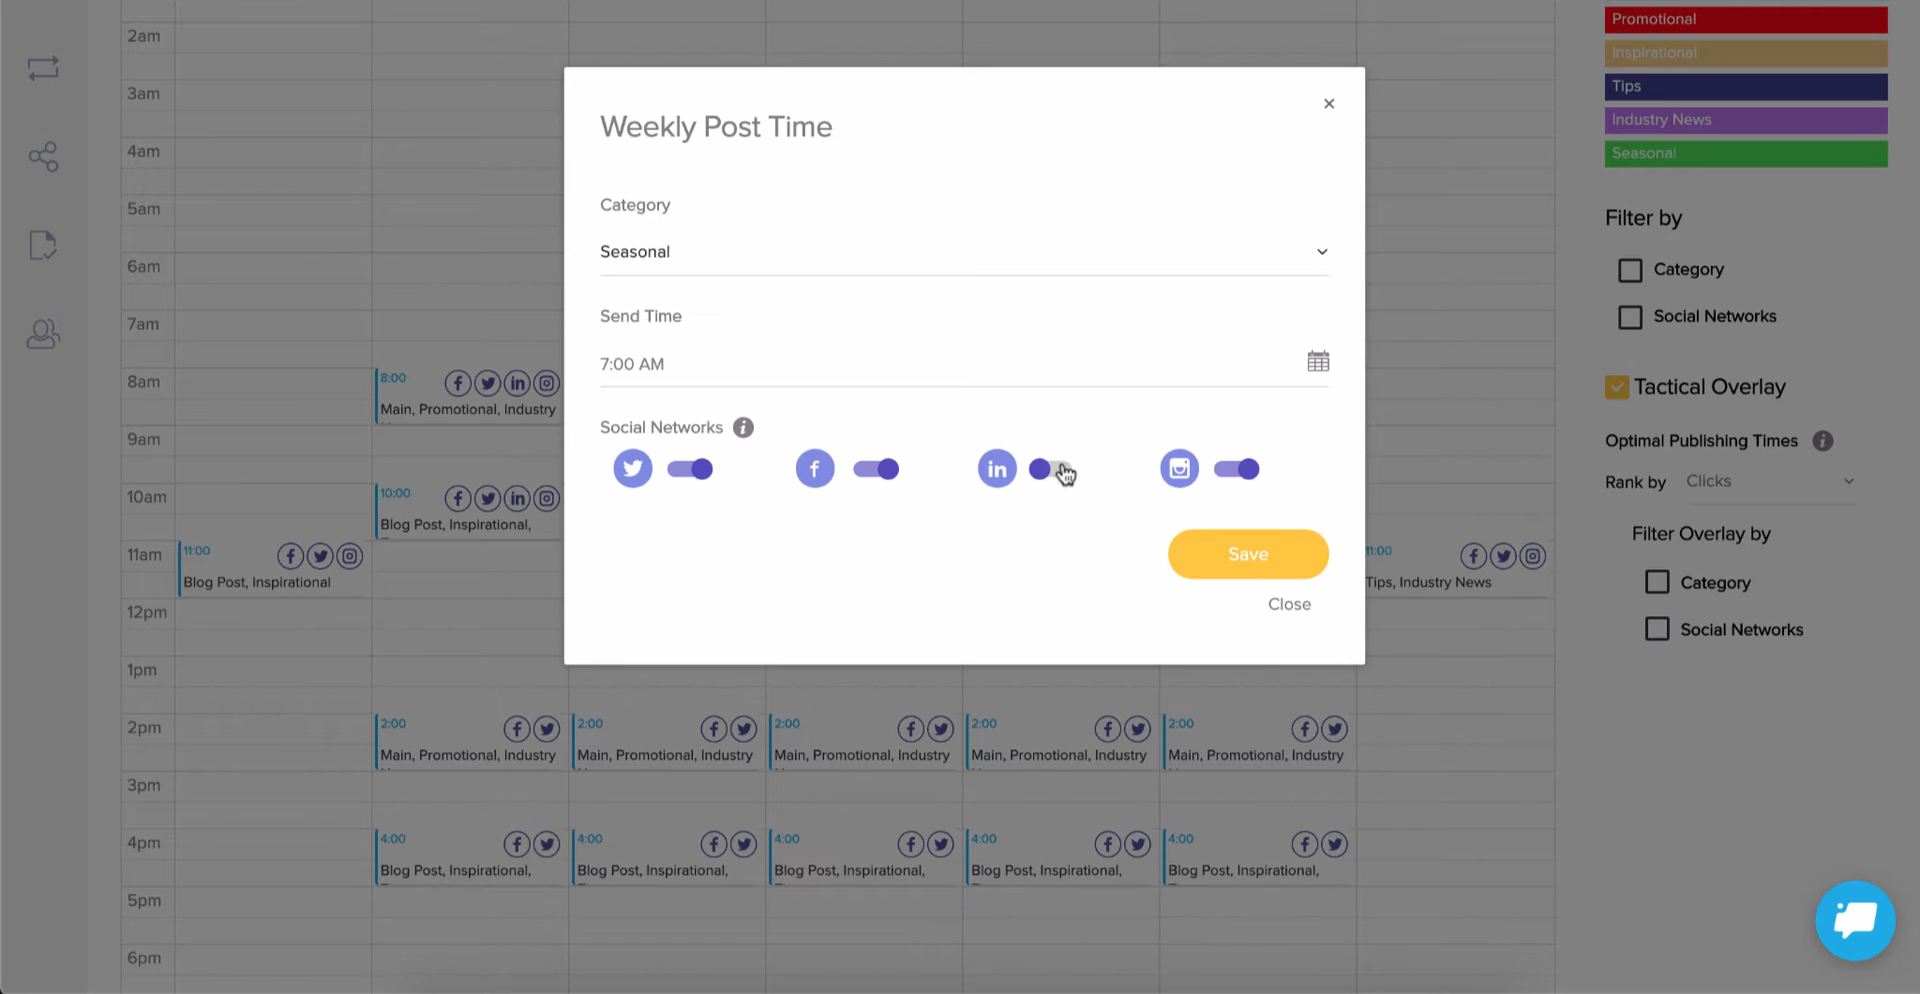 2am
3am
4am
5am
6am
7am
8am
9am
10am
11am
12pm
1pm
2pm
3pm
4pm
5pm
6pm
8:00
Main, Promotional, Industry
10:00
Blog Post, Inspirational,
11:00
Blog Post, Inspirational
11:00
Tips, Industry News
2:00
Main, Promotional, Industry
2:00
Main, Promotional, Industry
2:00
Main, Promotional, Industry
2:00
Main, Promotional, Industry
2:00
Main, Promotional, Industry
4:00
Blog Post, Inspirational,
4:00
Blog Post, Inspirational,
4:00
Blog Post, Inspirational,
4:00
Blog Post, Inspirational,
4:00
Blog Post, Inspirational,
Weekly Post Time
Category
Seasonal
Send Time
7:00 AM
Social Networks
Save
Close
Promotional
Inspirational
Tips
Industry News
Seasonal
Filter by
Category
Social Networks
Tactical Overlay
Optimal Publishing Times
Rank by Clicks
Filter Overlay by
Category
Social Networks